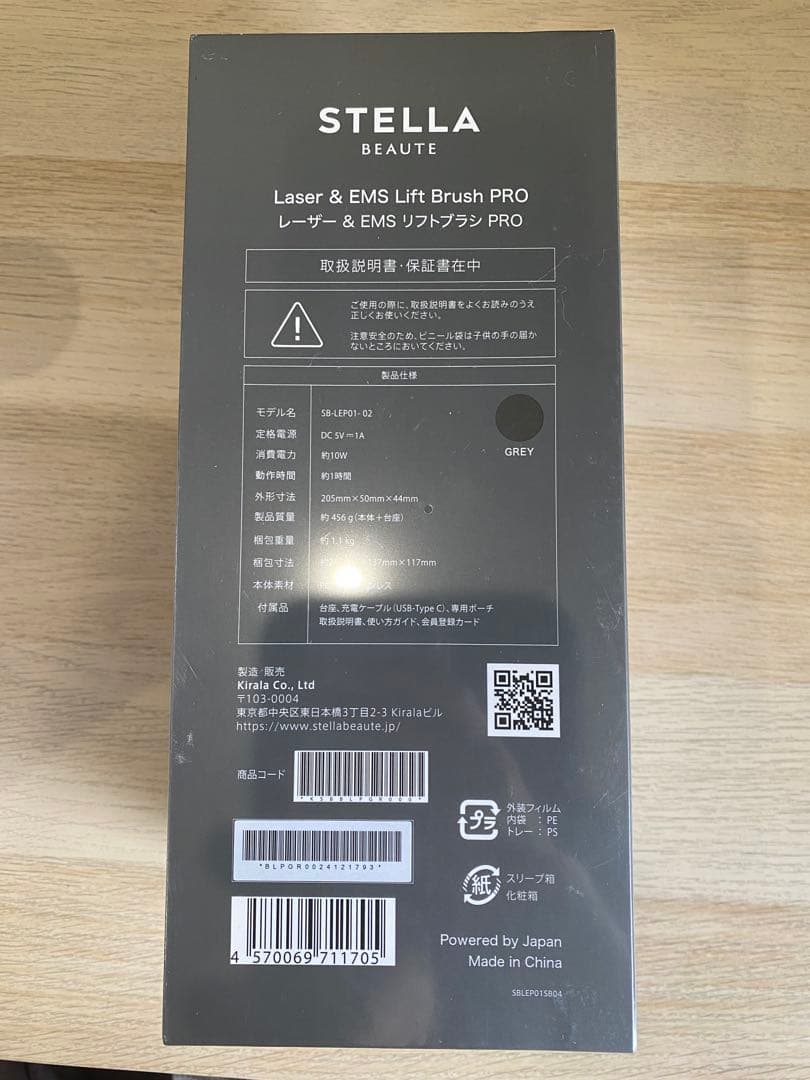 STELLA
BEAUTE
Laser & EMS Lift Brush PRO
レーザー & EMS リフトブラシ PRO
取扱説明書・保証書在中
ご使用の際に、取扱説明書をよくお読みのうえ
正しくお使いください。
注意安全のため、ビニール袋は子供の手の届か
ないところにおいてください。
製品仕様
モデル名 SB-LEP01- 02
定格電源 DC 5V⎓1A
消費電力 約10W
動作時間 約1時間
外形寸法 205mm×50mm×44mm
製品質量 約 456 g（本体＋台座）
梱包重量 約 1.1 kg
梱包寸法 137mm×117mm
本体素材
付属品 台座、充電ケーブル（USB-Type C）、専用ポーチ
取扱説明書、使い方ガイド、会員登録カード
GREY
製造/販売
Kirala Co., Ltd
〒103-0004
東京都中央区東日本橋3丁目2-3 Kiralaビル
https://www.stellabeaute.jp/
商品コード
*KSBBLPGR000*
*BLPGR0024121793*
4 570069 711705
プラ
外装フィルム
内袋 : PE
トレー : PS
紙
スリーブ箱
化粧箱
Powered by Japan
Made in China
SBLEP01SB04